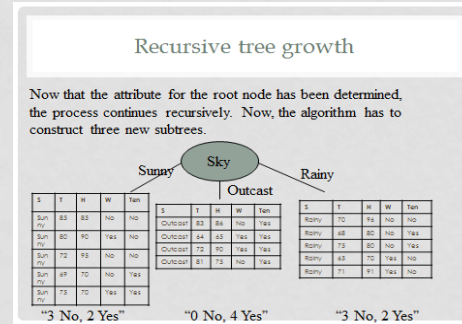 Recursive tree growth
Now that the attribute for the root node has been determined,
the process continues recursively. Now, the algorithm has to
construct three new subtrees.
Sky
Sunny
Outcast
Rainy
S T H W Ten
Sunny 85 85 No No
Sunny 80 90 Yes No
Sunny 72 95 No No
Sunny 69 70 No Yes
Sunny 75 70 Yes Yes
S T H W Ten
Outcast 83 86 No Yes
Outcast 64 65 Yes Yes
Outcast 72 90 Yes Yes
Outcast 81 75 No Yes
S T H W Ten
Rainy 70 96 No No
Rainy 68 80 No Yes
Rainy 75 80 No Yes
Rainy 65 70 Yes No
Rainy 71 91 Yes No
"3 No, 2 Yes"
"0 No, 4 Yes"
"3 No, 2 Yes"